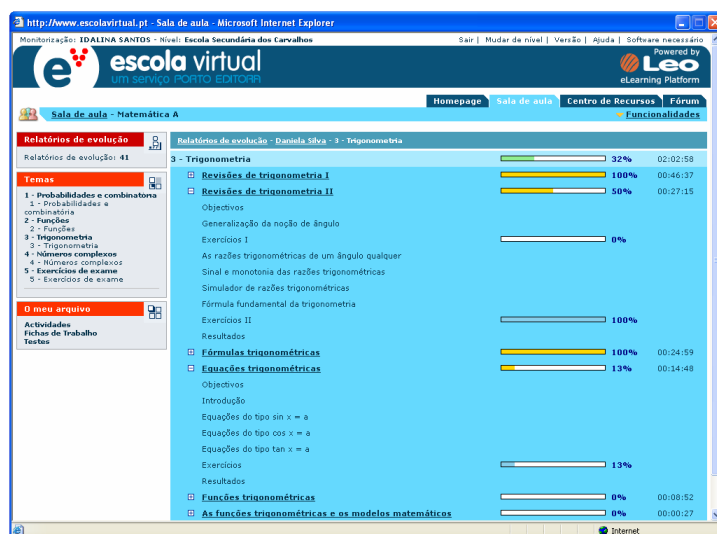 http://www.escolavirtual.pt - Sala de aula - Microsoft Internet Explorer
Monitorização: IDALINA SANTOS - Nível: Escola Secundária dos Carvalhos
Sair | Mudar de nível | Versão | Ajuda | Software necessário
e
escola virtual
um serviço PORTO EDITORA
Powered by
Leo
eLearning Platform
Homepage Sala de aula Centro de Recursos Fórum
Sala de aula - Matemática A
Funcionalidades
Relatórios de evolução
Relatórios de evolução: 41
Temas
1 - Probabilidades e combinatória
1 - Probabilidades e
combinatória
2 - Funções
2 - Funções
3 - Trigonometria
3 - Trigonometria
4 - Números complexos
4 - Números complexos
5 - Exercícios de exame
5 - Exercícios de exame
O meu arquivo
Actividades
Fichas de Trabalho
Testes
Relatórios de evolução - Daniela Silva - 3 - Trigonometria
3 - Trigonometria 32% 02:02:58
Revisões de trigonometria I 100% 00:46:37
Revisões de trigonometria II 50% 00:27:15
Objectivos
Generalização da noção de ângulo
Exercícios I 0%
As razões trigonométricas de um ângulo qualquer
Sinal e monotonia das razões trigonométricas
Simulador de razões trigonométricas
Fórmula fundamental da trigonometria
Exercícios II 100%
Resultados
Fórmulas trigonométricas 100% 00:24:59
Equações trigonométricas 13% 00:14:48
Objectivos
Introdução
Equações do tipo sin x = a
Equações do tipo cos x = a
Equações do tipo tan x = a
Exercícios 13%
Resultados
Funções trigonométricas 0% 00:08:52
As funções trigonométricas e os modelos matemáticos 0% 00:00:27
Internet